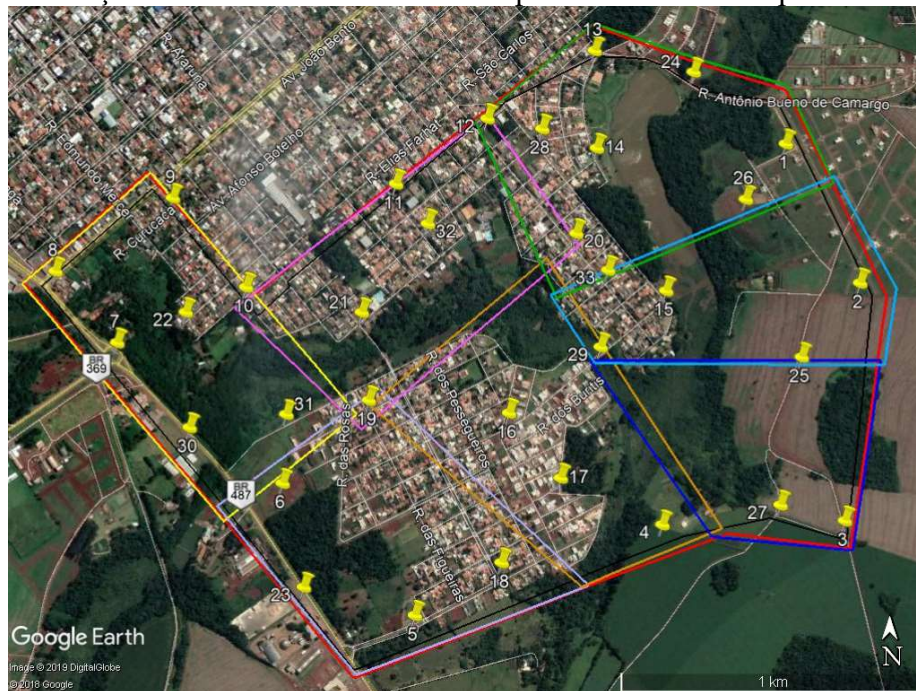 13
24
R. Araruna
Av. João Bento
R. São Carlos
R. Antônio Bueno de Camargo
12
28
14
1
R. Edmundo Mercer
R. Elias Farhat
Av. Afonso Botelho
9
R. Curucaca
11
26
32
20
8
33
2
10
21
22
15
7
BR
369
29
25
R. dos Pessegueiros
R. dos Buritis
31
19
16
30
R. das Rosas
17
BR
487
6
27
4
3
R. das Figueiras
18
23
5
Google Earth
N
Image © 2019 DigitalGlobe
© 2018 Google
1 km